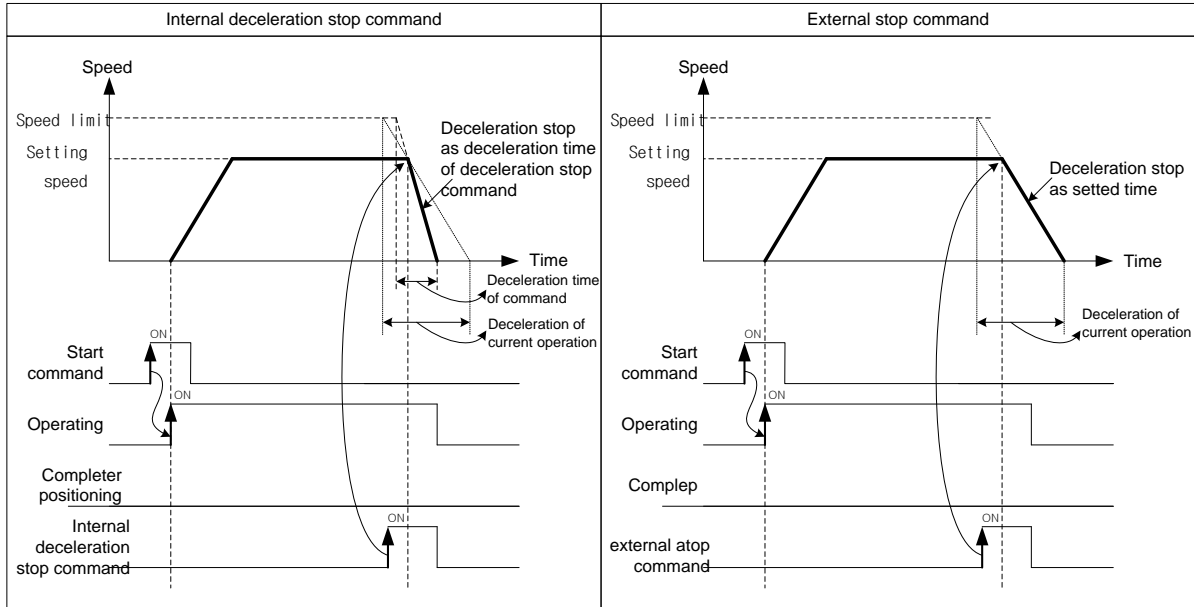 Internal deceleration stop command
External stop command
Speed
Speed limit
Setting
speed
Deceleration stop
as deceleration time
of deceleration stop
command
Time
Deceleration time
of command
Deceleration of
current operation
ON
Start
command
ON
Operating
Completer
positioning
ON
Internal
deceleration
stop command
Speed
Speed limit
Setting
speed
Deceleration stop
as setted time
Time
Deceleration of
current operation
ON
Start
command
ON
Operating
Complep
ON
external atop
command